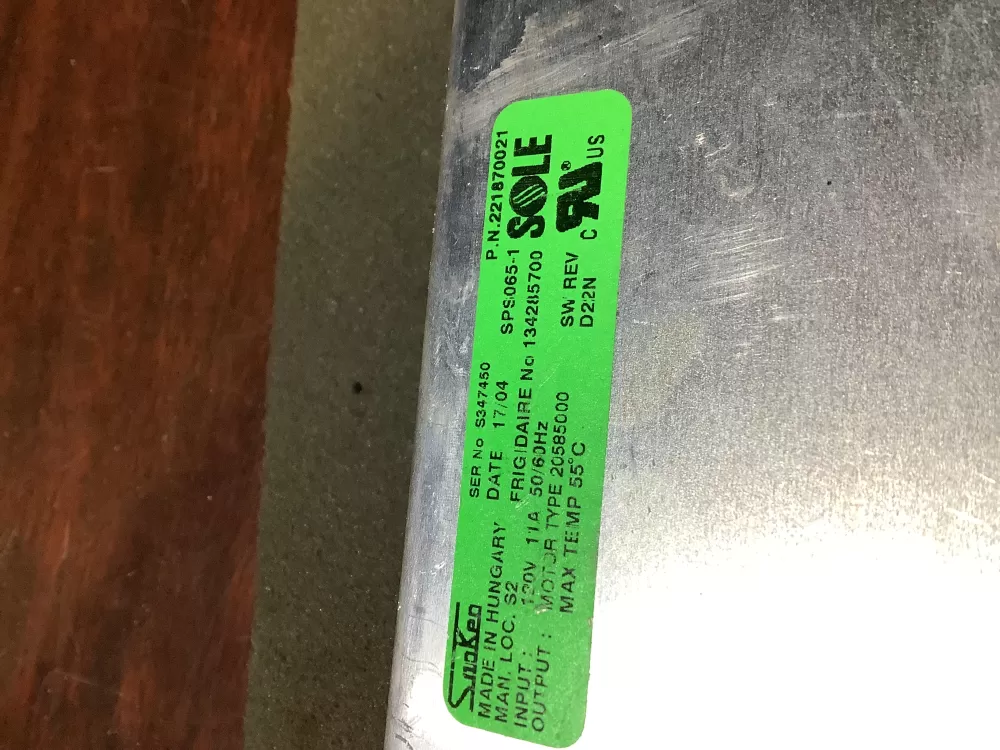 SinoKen
SER No S347450
P.N. 221870021
MADE IN HUNGARY DATE 17/04 SPS065-1
MAN. LOC. S2 FRIGIDAIRE No 134285700
SOLE
INPUT: 120V 11A 50/60Hz
OUTPUT: MOTOR TYPE 20585000
SW REV
C US
MAX TEMP 55°C
D22N